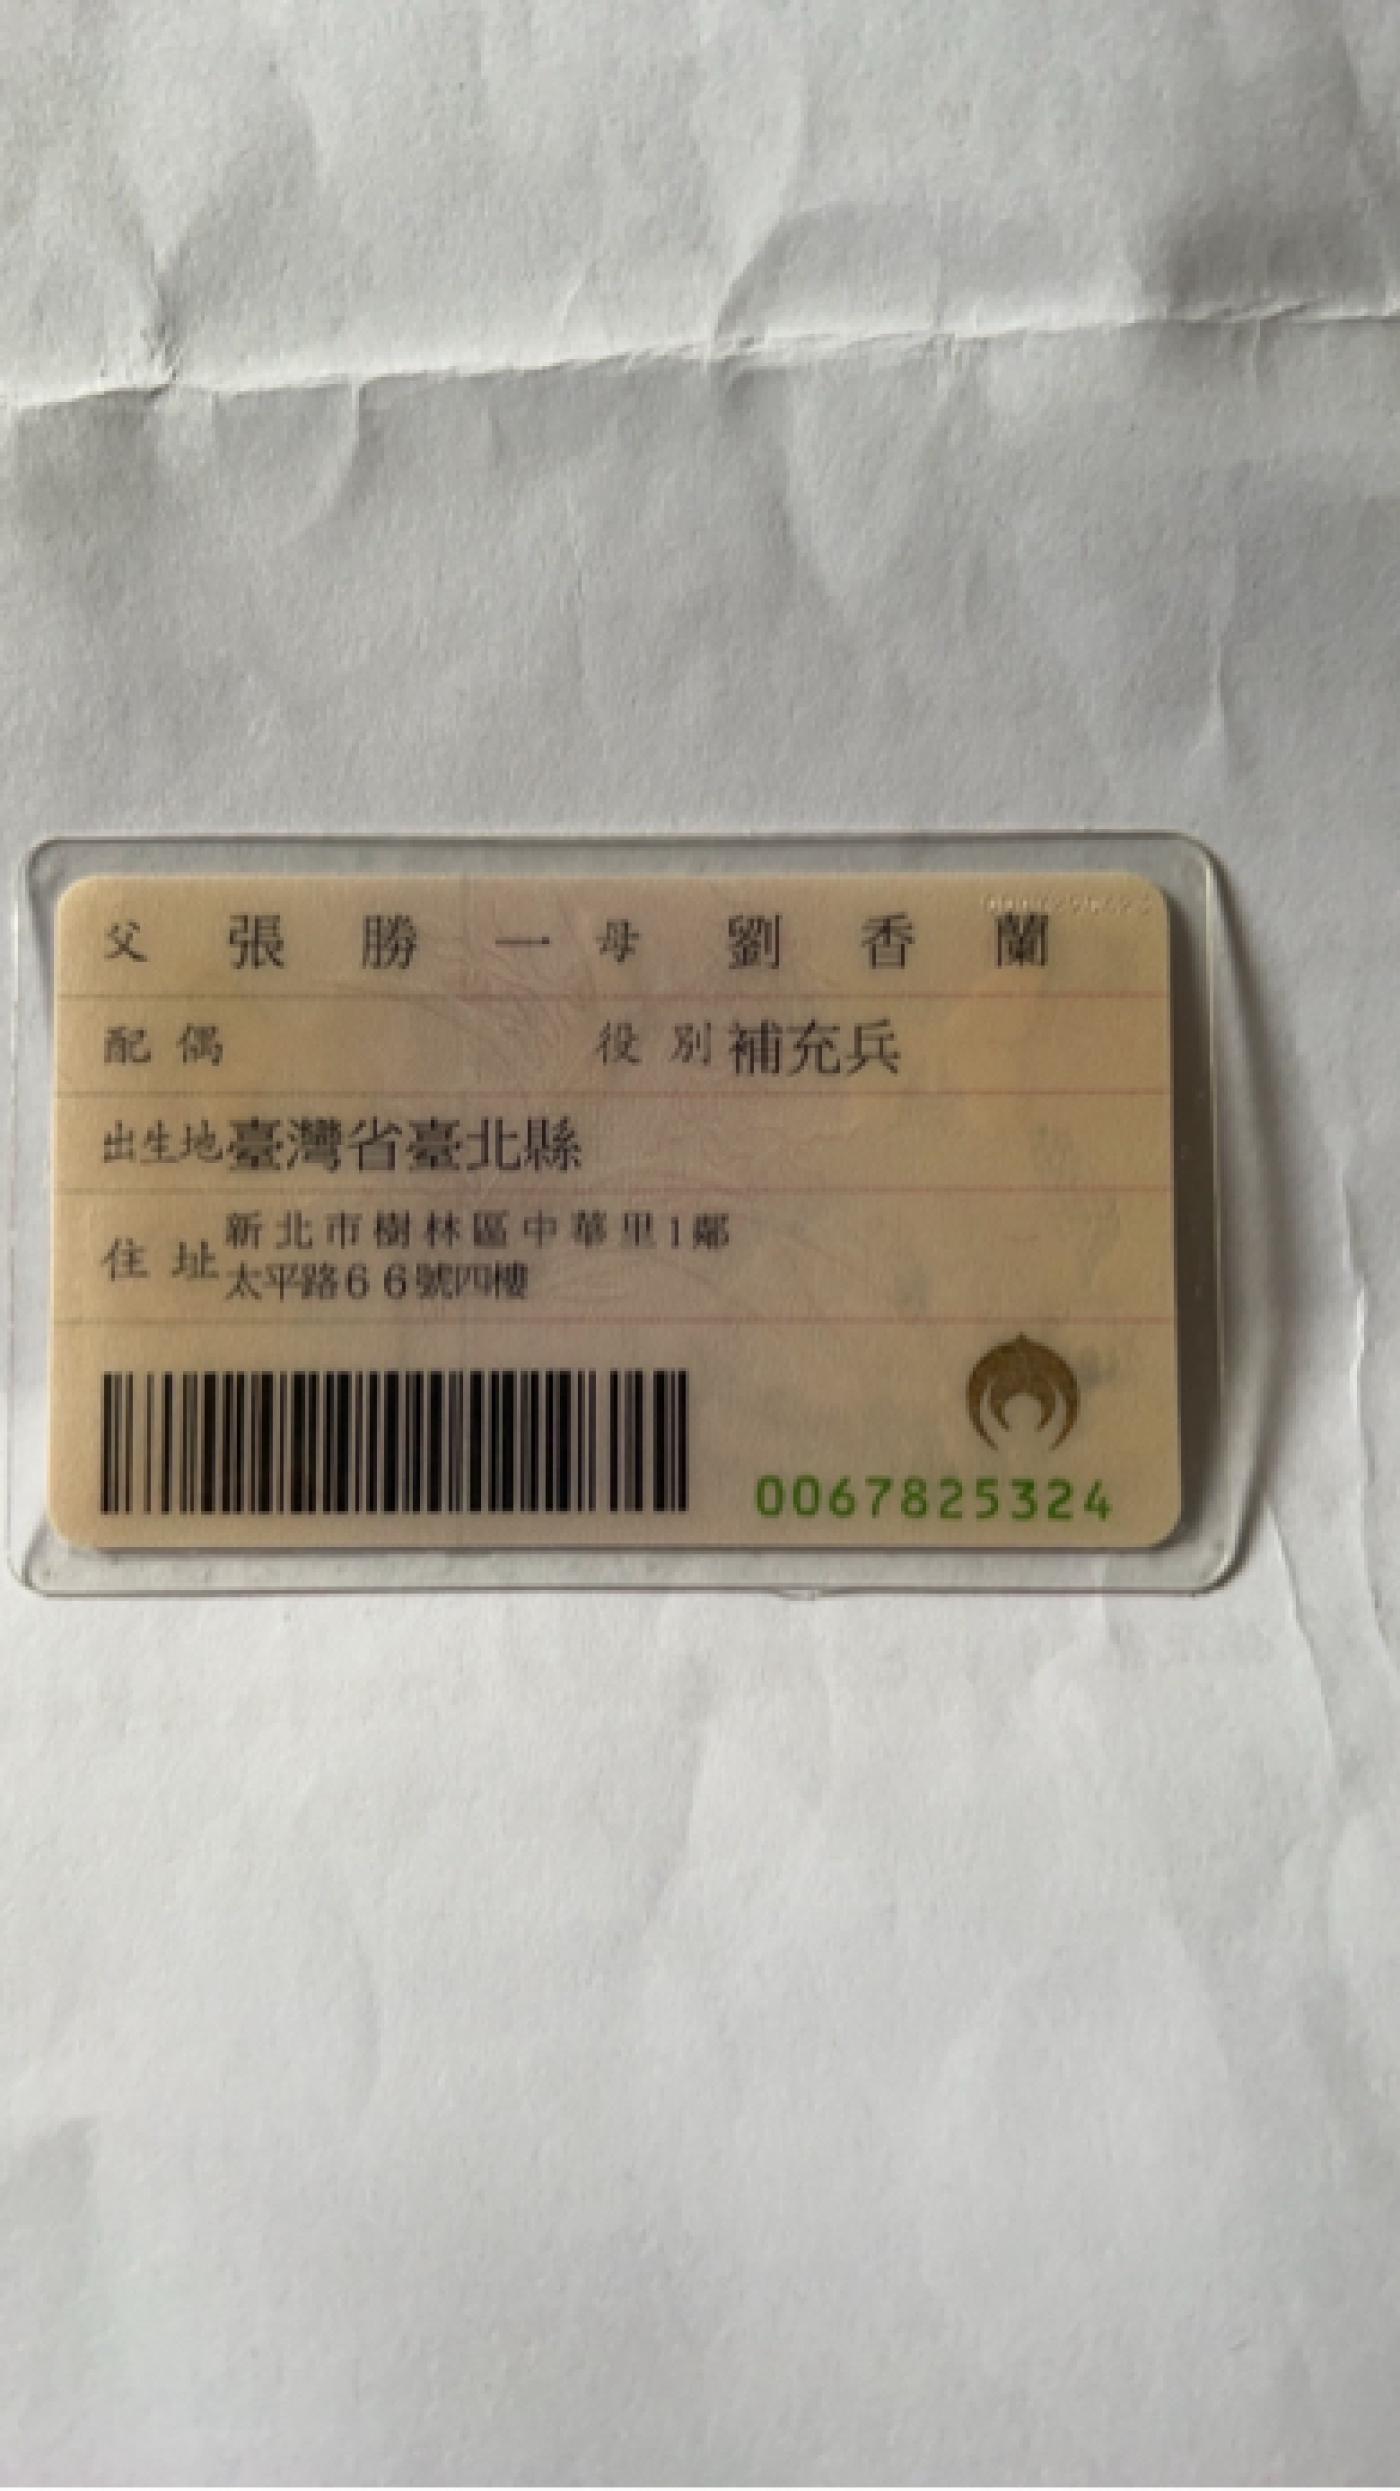 父 張勝一 母 劉香蘭
配偶 役別 補充兵
出生地 臺灣省臺北縣
住址 新北市樹林區中華里1鄰
太平路66號四樓
0067825324